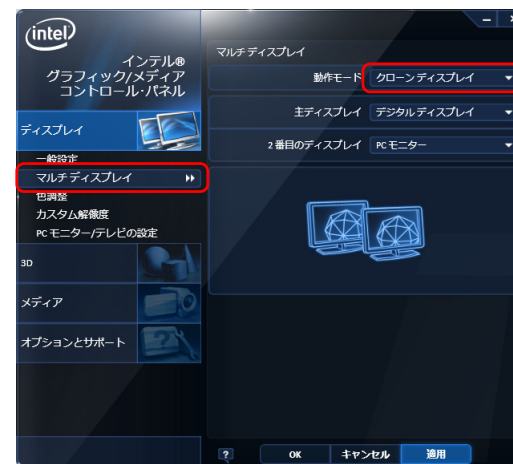 intel
インテル®
グラフィック/メディア
コントロール・パネル
ディスプレイ
一般設定
マルチ ディスプレイ
色調整
カスタム解像度
PC モニター/テレビの設定
3D
メディア
オプションとサポート
マルチ ディスプレイ
動作モード クローン ディスプレイ
主ディスプレイ デジタル ディスプレイ
2 番目のディスプレイ PC モニター
? OK キャンセル 適用